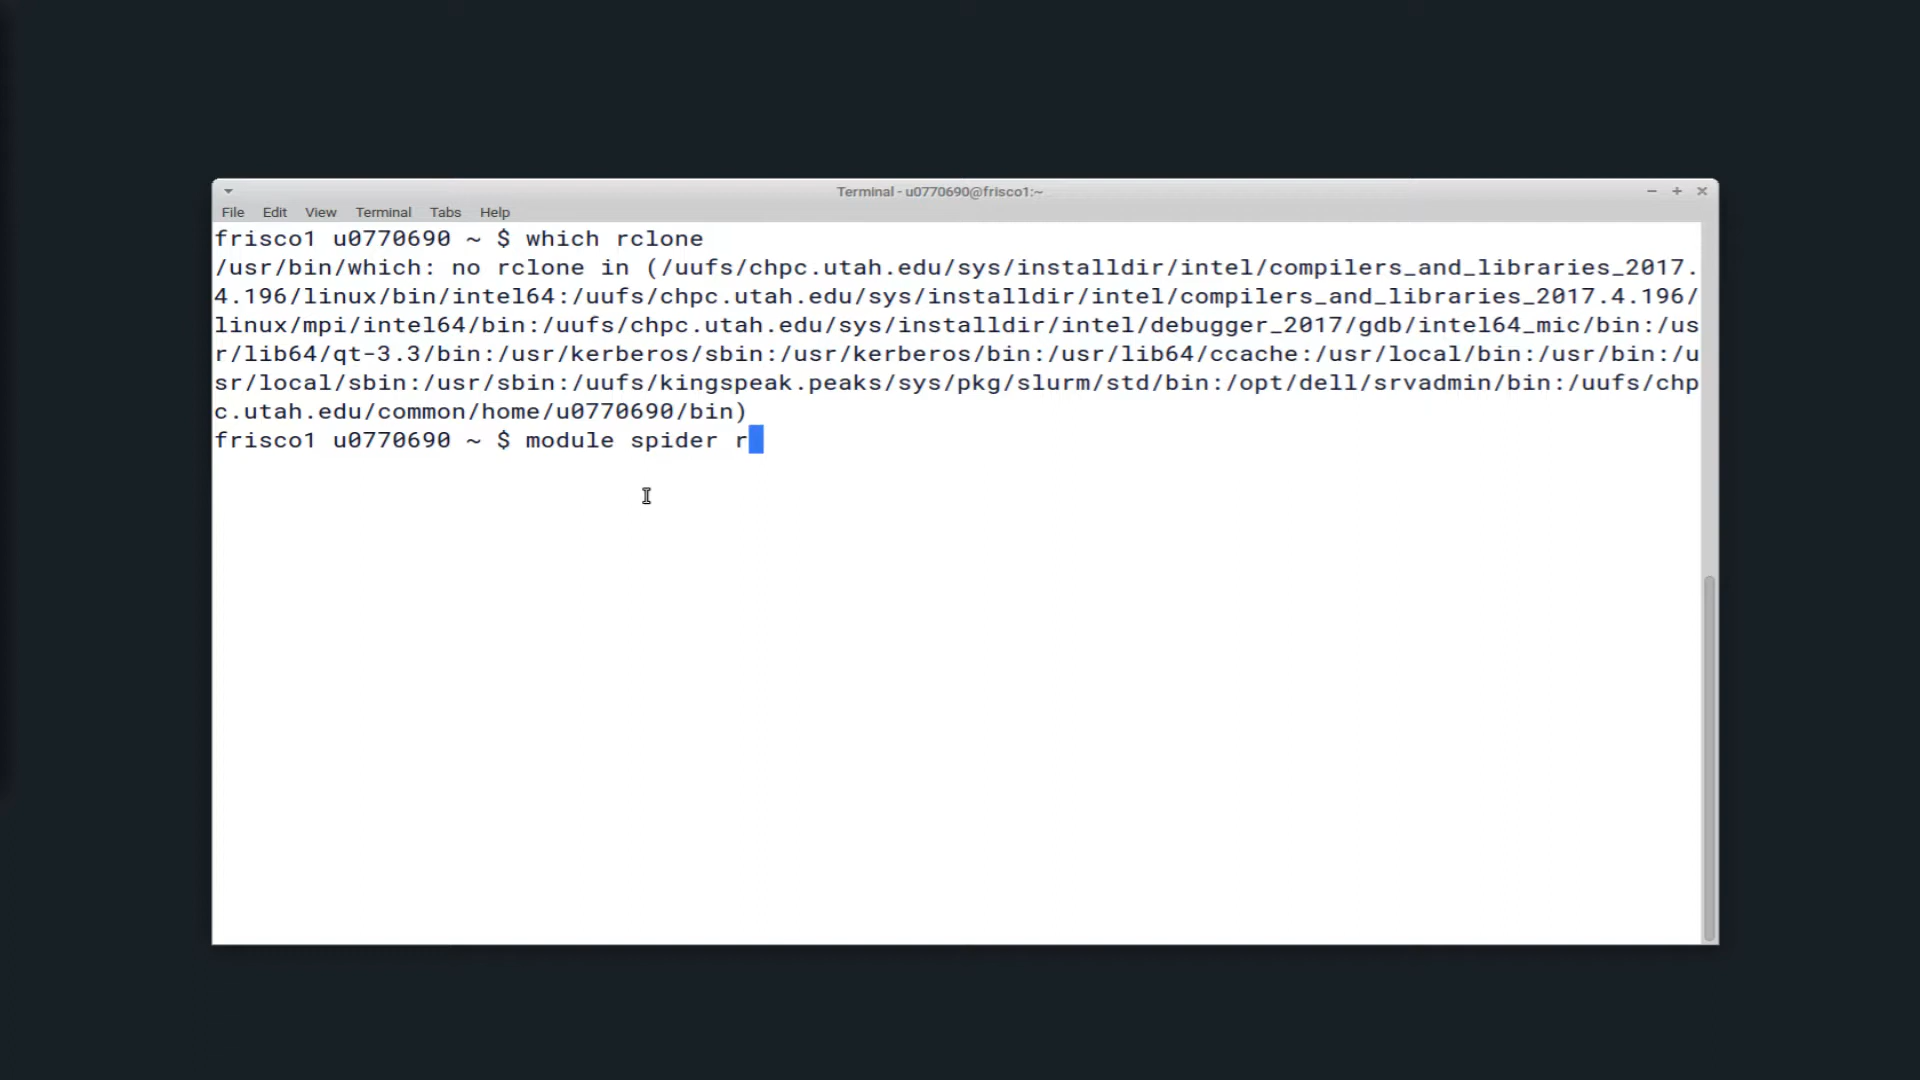 Terminal - u0770690@frisco1:~
File Edit View Terminal Tabs Help
frisco1 u0770690 ~ $ which rclone
/usr/bin/which: no rclone in (/uufs/chpc.utah.edu/sys/installdir/intel/compilers_and_libraries_2017.
4.196/linux/bin/intel64:/uufs/chpc.utah.edu/sys/installdir/intel/compilers_and_libraries_2017.4.196/
linux/mpi/intel64/bin:/uufs/chpc.utah.edu/sys/installdir/intel/debugger_2017/gdb/intel64_mic/bin:/us
r/lib64/qt-3.3/bin:/usr/kerberos/sbin:/usr/kerberos/bin:/usr/lib64/ccache:/usr/local/bin:/usr/bin:/u
sr/local/sbin:/usr/sbin:/uufs/kingspeak.peaks/sys/pkg/slurm/std/bin:/opt/dell/srvadmin/bin:/uufs/chp
c.utah.edu/common/home/u0770690/bin)
frisco1 u0770690 ~ $ module spider r